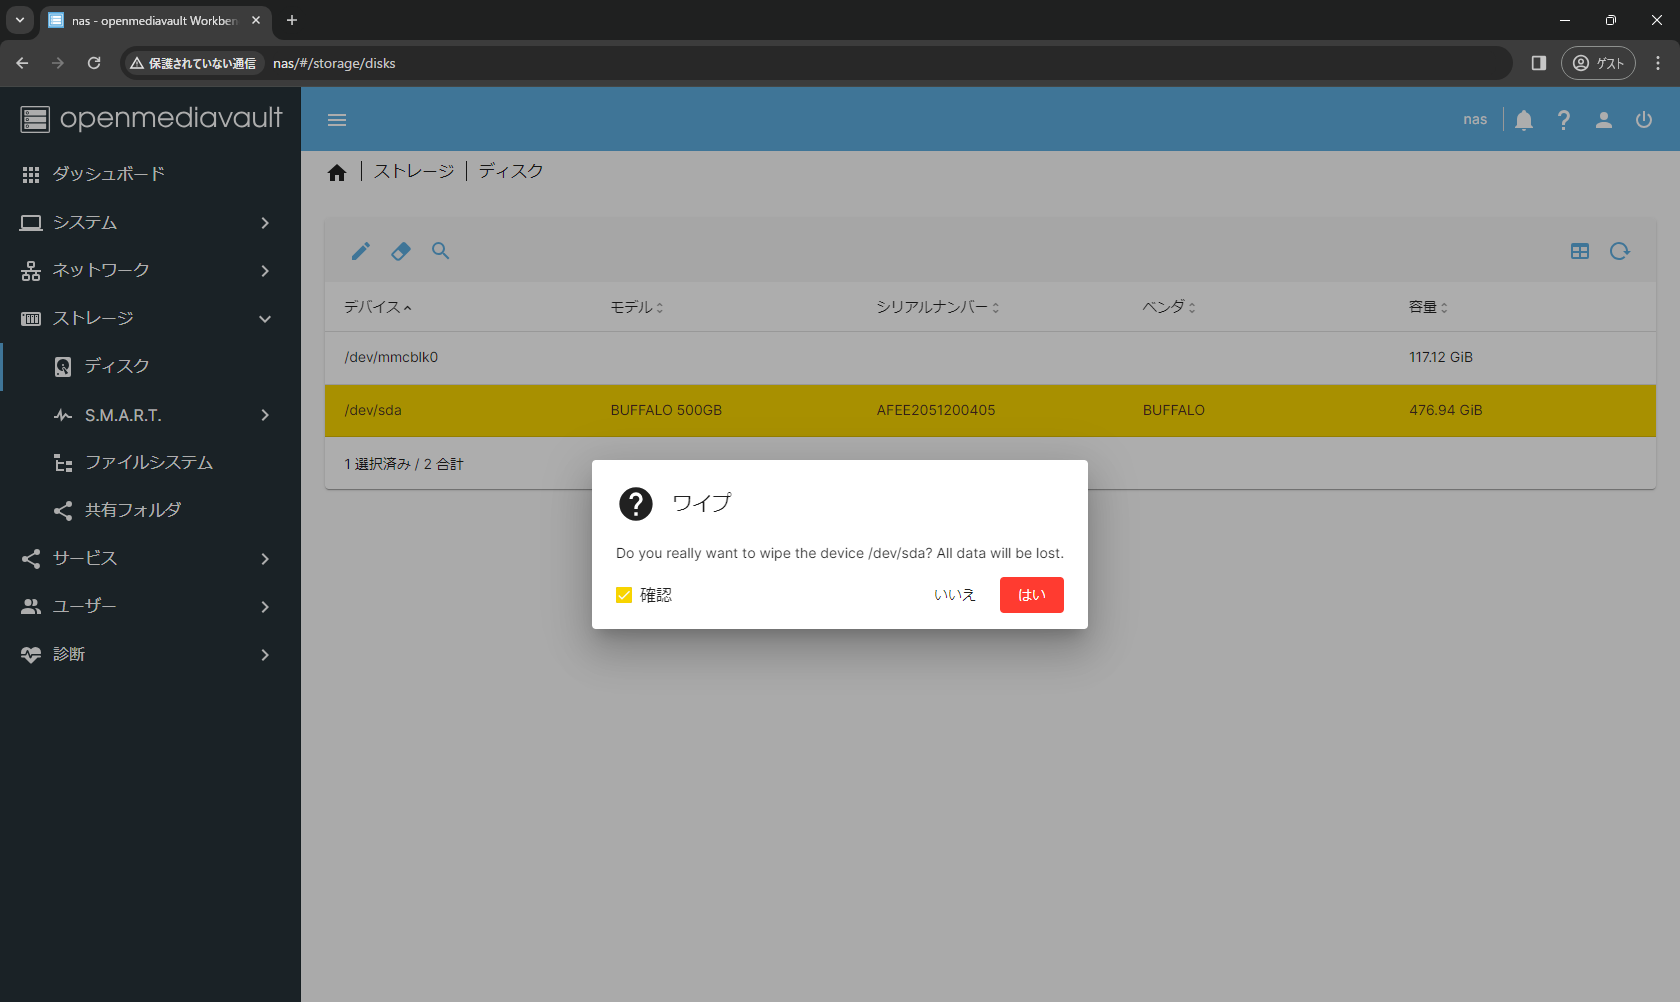 nas - openmediavault Workben
保護されていない通信 nas/#/storage/disks
ゲスト
openmediavault
nas
ダッシュボード
システム
ネットワーク
ストレージ
ディスク
S.M.A.R.T.
ファイルシステム
共有フォルダ
サービス
ユーザー
診断
ストレージ | ディスク
デバイス モデル シリアルナンバー ベンダ 容量
/dev/mmcblk0 117.12 GiB
/dev/sda BUFFALO 500GB AFEE2051200405 BUFFALO 476.94 GiB
1 選択済み / 2 合計
ワイプ
Do you really want to wipe the device /dev/sda? All data will be lost.
確認 いいえ はい